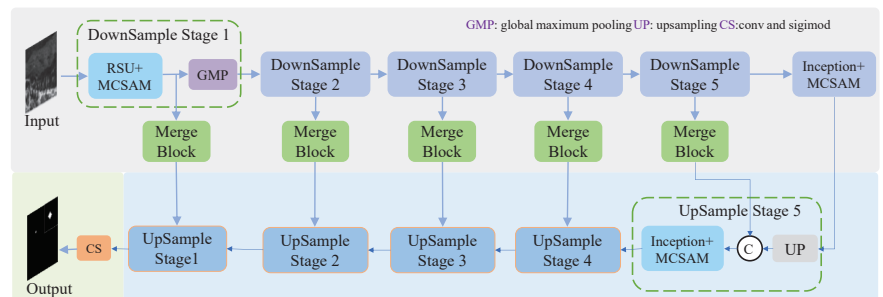 GMP: global maximum pooling UP: upsampling CS:conv and sigimod
DownSample Stage 1
Input
RSU+
MCSAM
GMP
DownSample
Stage 2
DownSample
Stage 3
DownSample
Stage 4
DownSample
Stage 5
Inception+
MCSAM
Merge
Block
Merge
Block
Merge
Block
Merge
Block
Merge
Block
Output
CS
UpSample
Stage1
UpSample
Stage 2
UpSample
Stage 3
UpSample
Stage 4
UpSample Stage 5
Inception+
MCSAM
C
UP